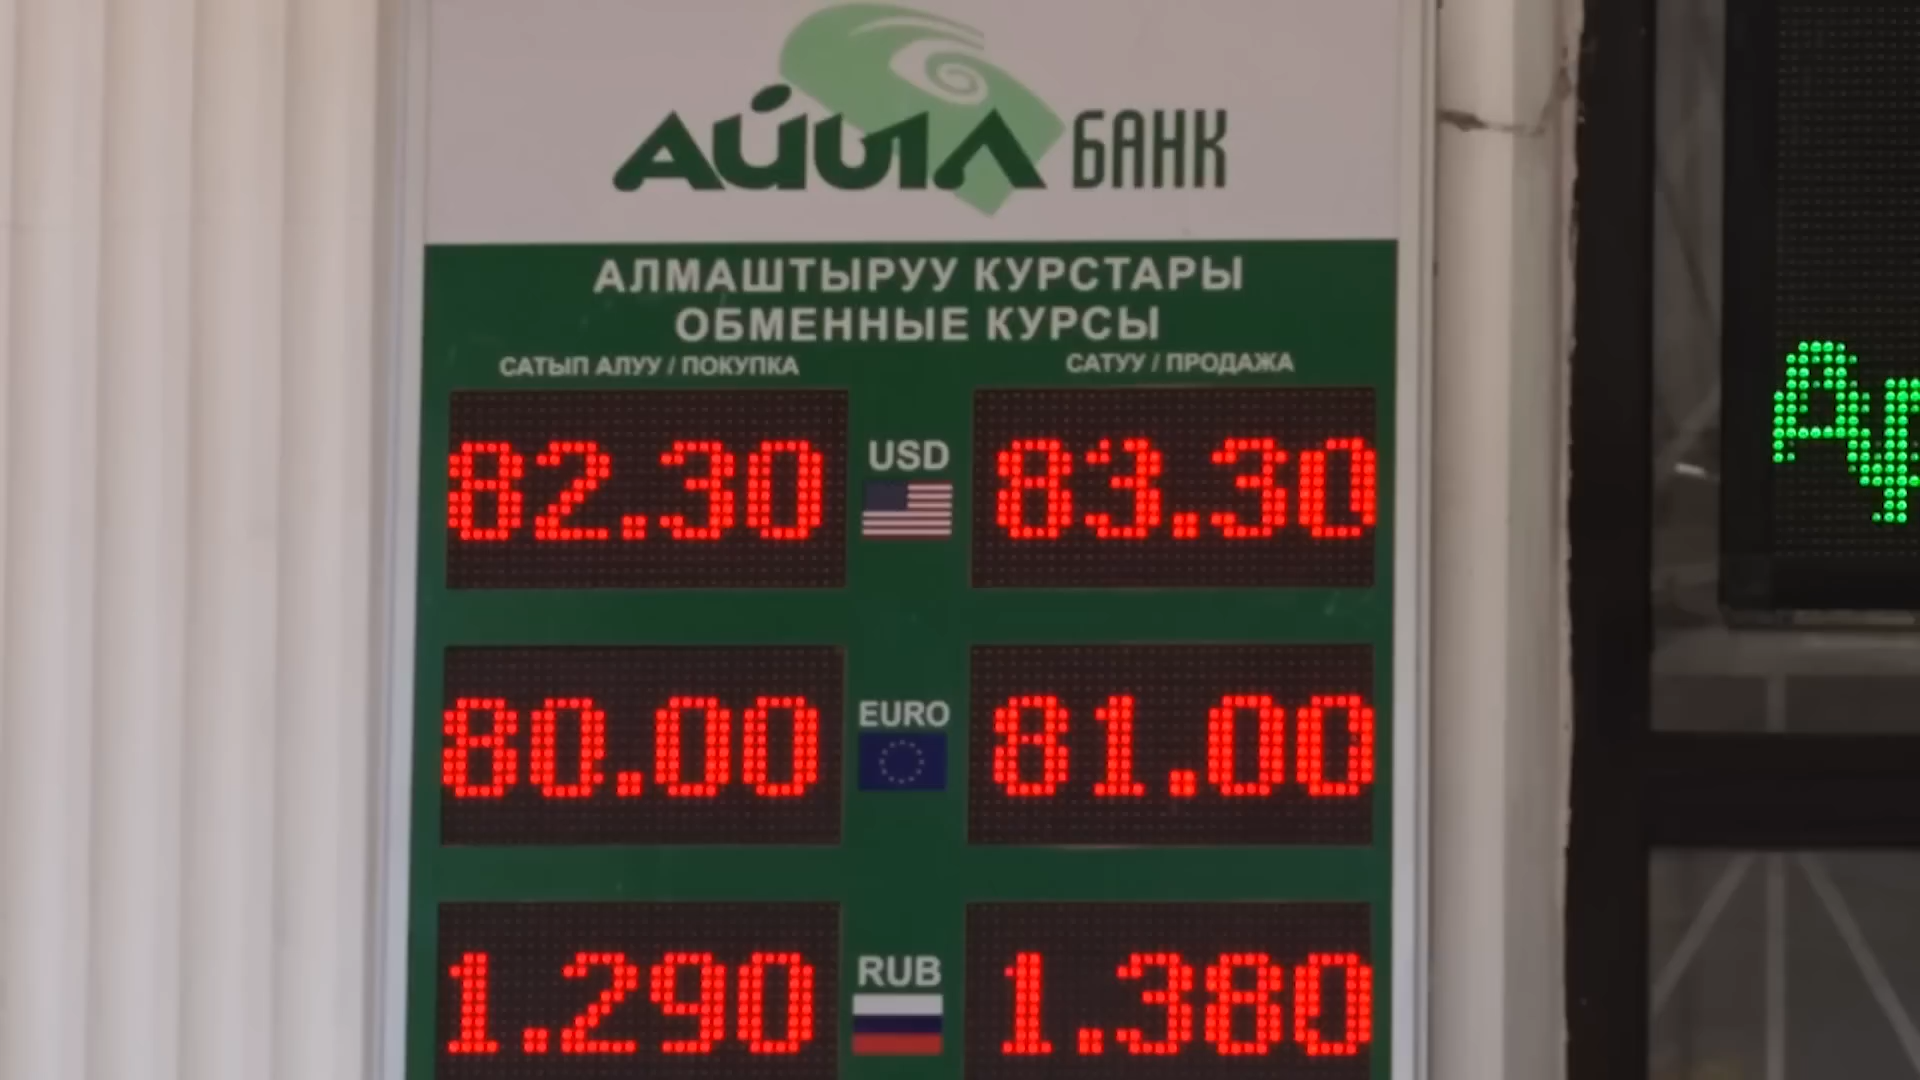 АЙЫЛ БАНК
АЛМАШТЫРУУ КУРСТАРЫ
ОБМЕННЫЕ КУРСЫ
САТЫП АЛУУ / ПОКУПКА САТУУ / ПРОДАЖА
82.30 USD 83.30
80.00 EURO 81.00
1.290 RUB 1.380